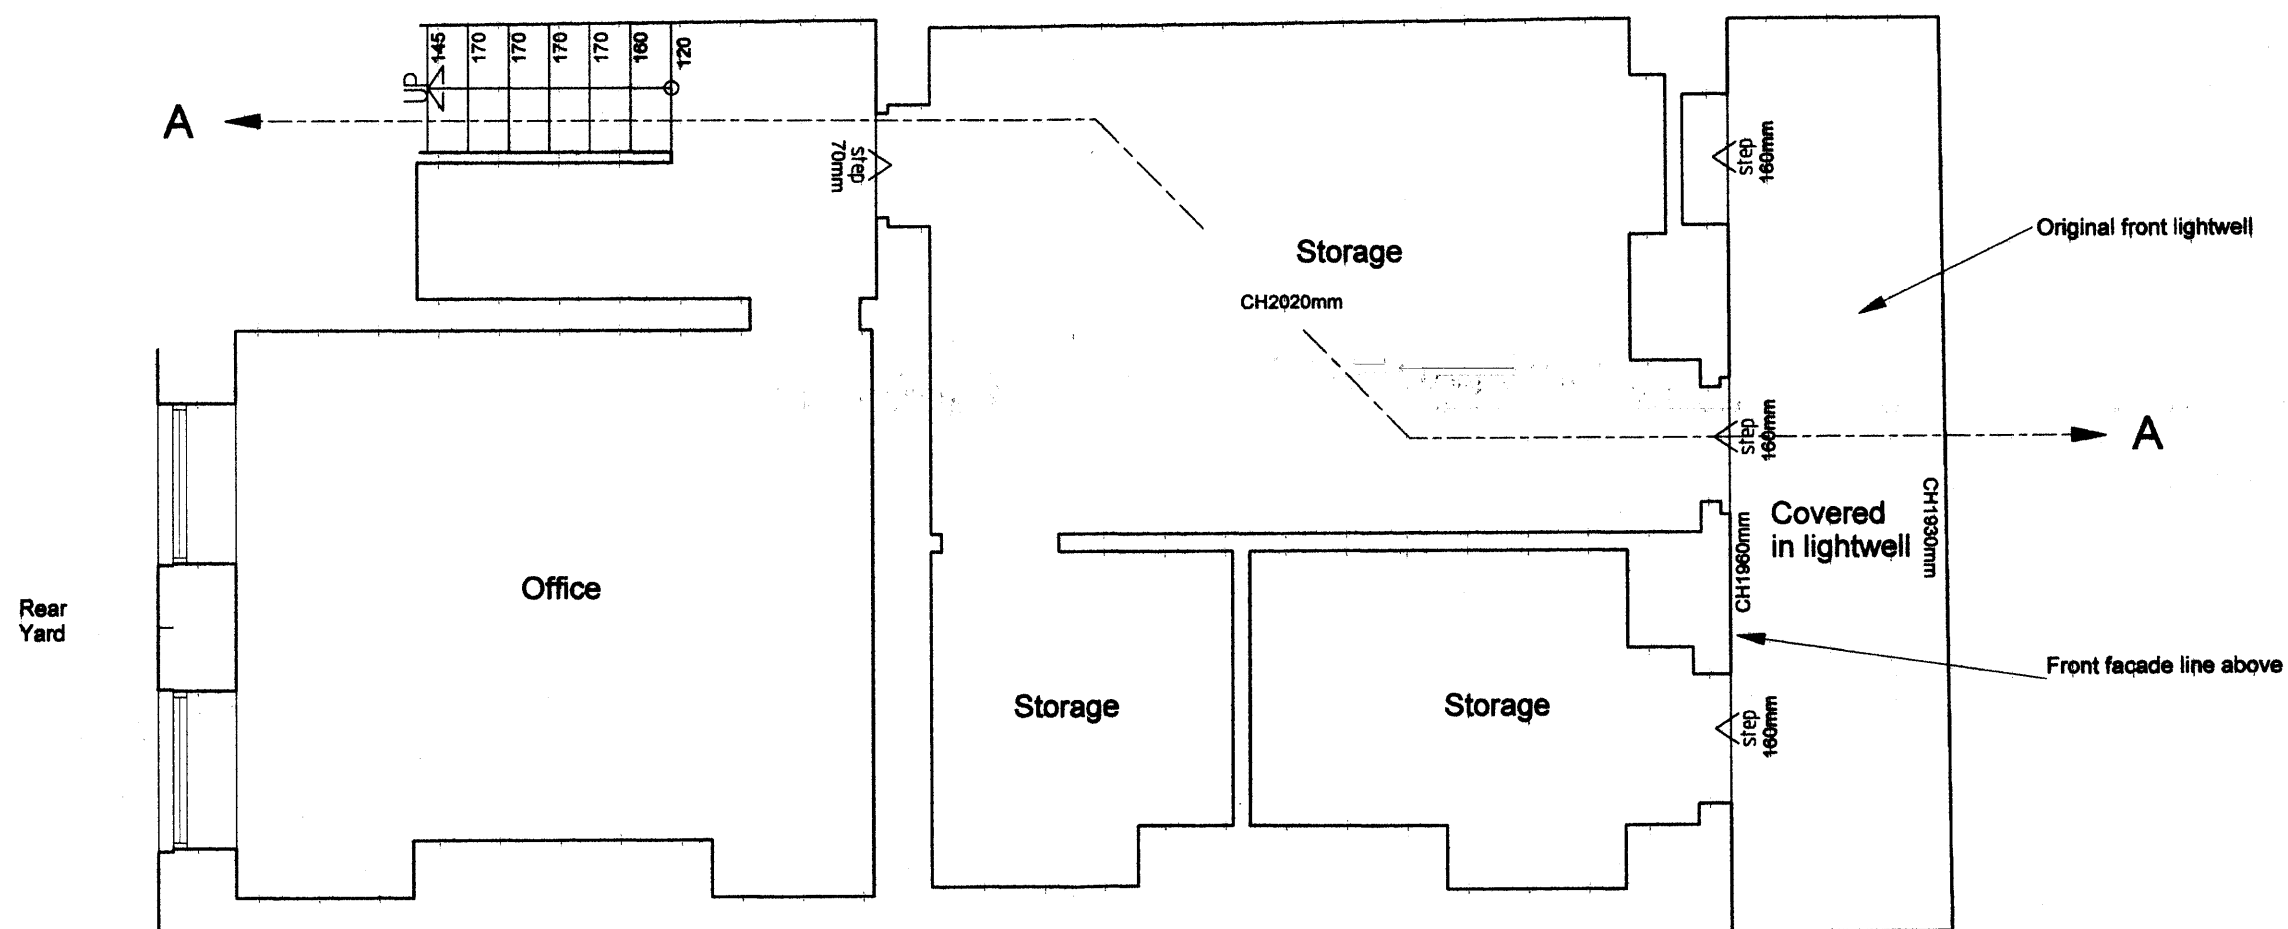 UP
145
170
170
170
170
160
120
A
step
70mm
step
160mm
Original front lightwell
Storage
CH2020mm
step
160mm
A
CH1930mm
Covered
in lightwell
CH1960mm
Office
Rear
Yard
Front facade line above
Storage
Storage
step
160mm